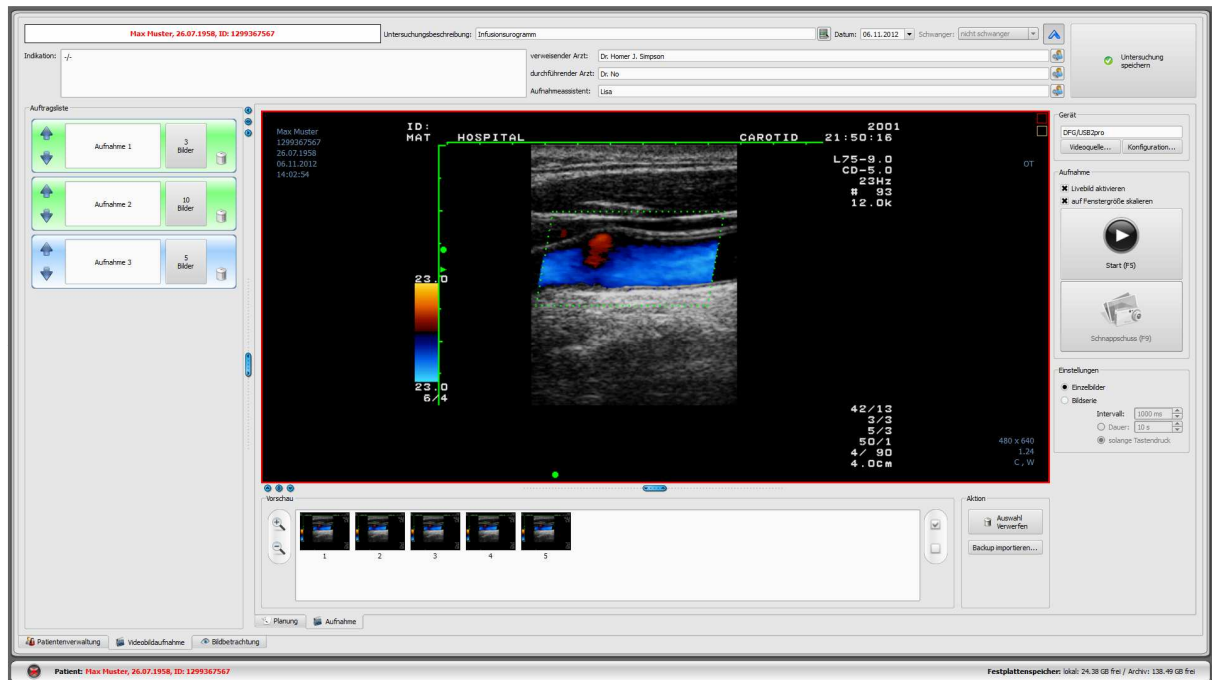 Max Muster, 26.07.1958, ID: 1299367567
Untersuchungsbeschreibung: Infusionsurogramm
Datum: 06.11.2012
Schwanger: nicht schwanger
Indikation: -/-
verweisender Arzt: Dr. Homer J. Simpson
durchführender Arzt: Dr. No
Aufnahmeassistent: Lisa
Untersuchung
speichern
Auftragsliste
Aufnahme 1
3
Bilder
Aufnahme 2
10
Bilder
Aufnahme 3
5
Bilder
Max Muster
1299367567
26.07.1958
06.11.2012
14:02:54
ID:
MAT HOSPITAL
2001
CAROTID 21:50:16
L75-9.0
CD-5.0
23Hz
# 93
12.0k
OT
23.0
23.0
6/4
42/13
3/3
5/3
50/1
4/ 90
4.0cm
480 x 640
1.24
C , W
Gerät
DFG/USB2pro
Videoquelle... Konfiguration...
Aufnahme
Livebild aktivieren
auf Fenstergröße skalieren
Start (F5)
Schnappschuss (F9)
Einstellungen
Einzelbilder
Bildserie
Intervall: 1000 ms
Dauer: 10 s
solange Tastendruck
Vorschau
1 2 3 4 5
Aktion
Auswahl
Verwerfen
Backup importieren...
Planung Aufnahme
Patientenverwaltung Videobildaufnahme Bildbetrachtung
Patient: Max Muster, 26.07.1958, ID: 1299367567
Festplattenspeicher: lokal: 24.38 GB frei / Archiv: 138.49 GB frei